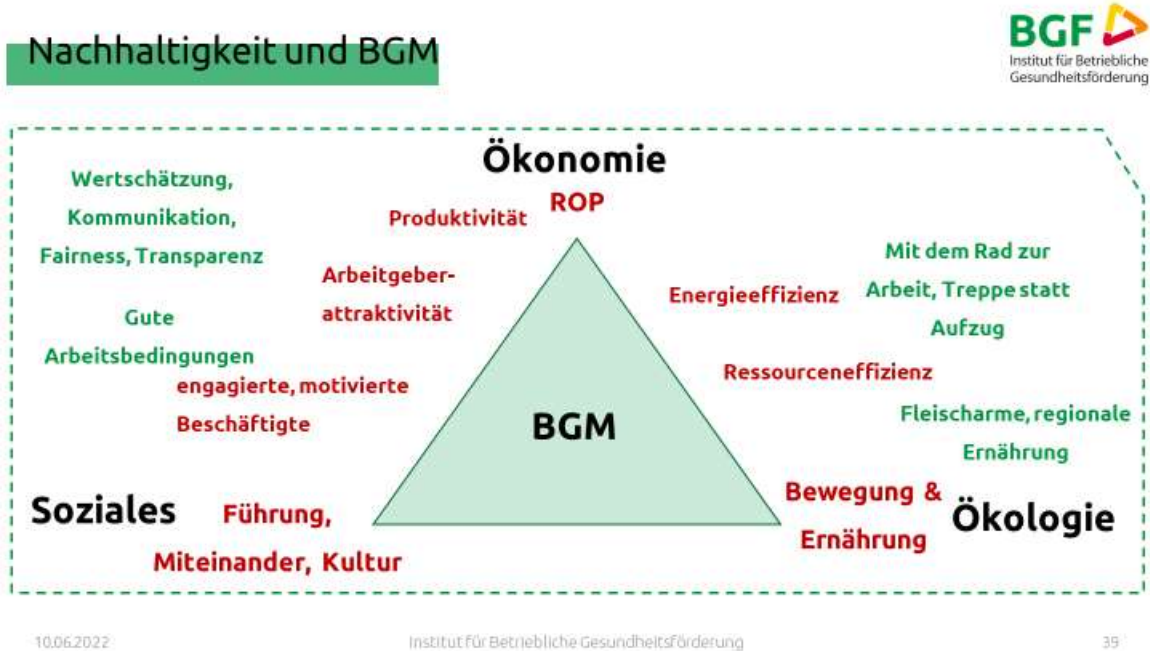 Nachhaltigkeit und BGM
BGF
Institut für Betriebliche
Gesundheitsförderung
Ökonomie
ROP
Produktivität
Wertschätzung,
Kommunikation,
Fairness, Transparenz
Arbeitgeber-
attraktivität
Gute
Arbeitsbedingungen
engagierte, motivierte
Beschäftigte
Energieeffizienz
Mit dem Rad zur
Arbeit, Treppe statt
Aufzug
Ressourceneffizienz
Fleischarme, regionale
Ernährung
BGM
Soziales
Führung,
Miteinander, Kultur
Bewegung &
Ernährung
Ökologie
10.06.2022
Institut für Betriebliche Gesundheitsförderung
39